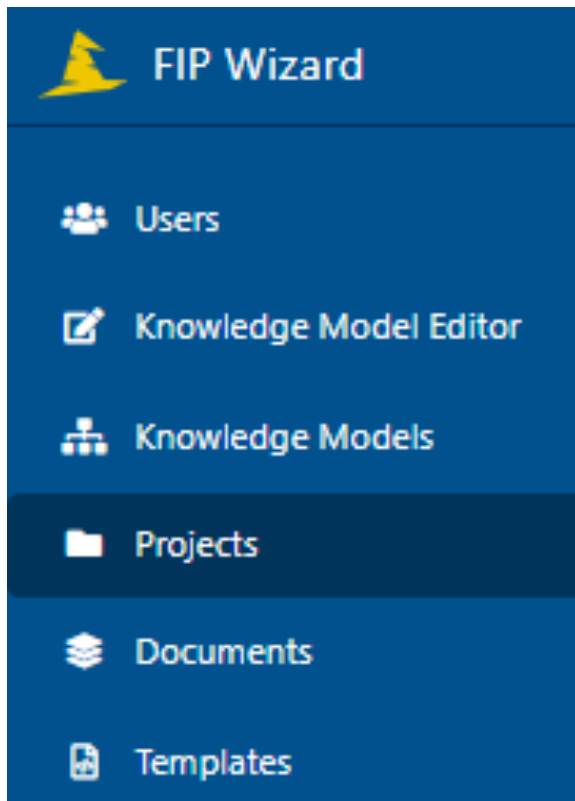 FIP Wizard
Users
Knowledge Model Editor
Knowledge Models
Projects
Documents
Templates